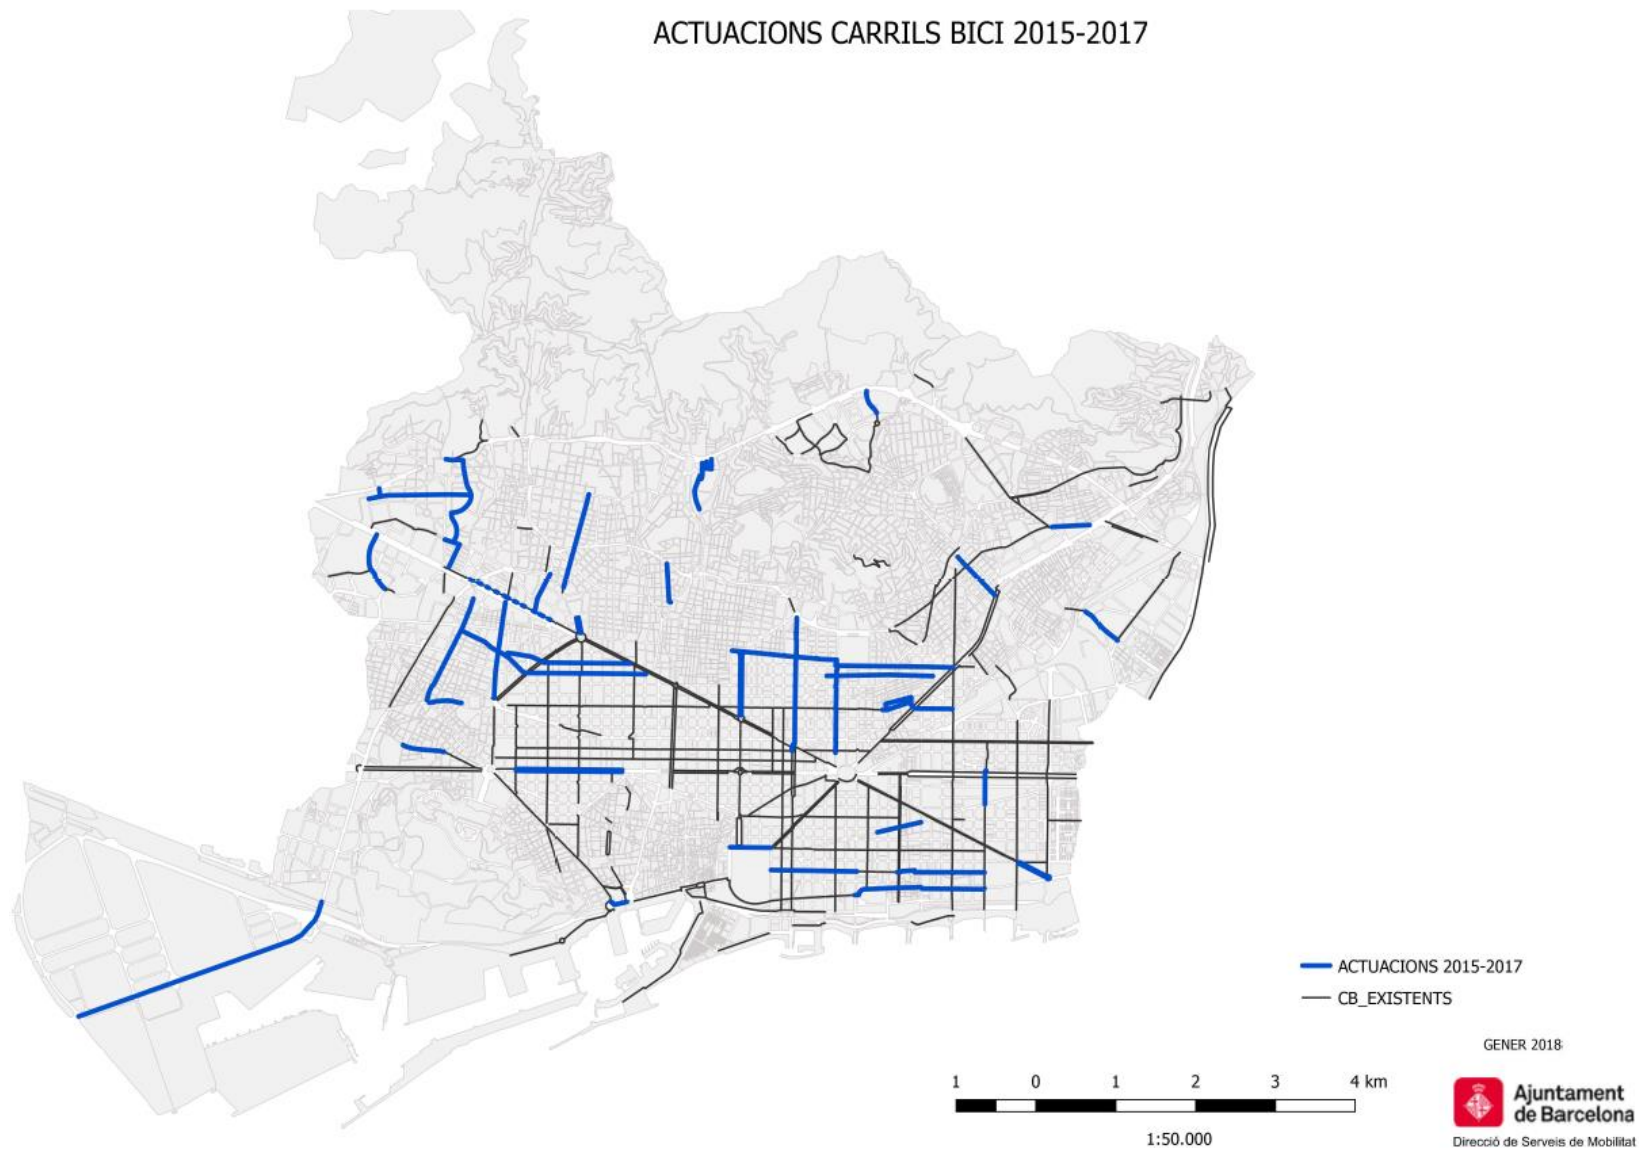 ACTUACIONS CARRILS BICI 2015-2017
ACTUACIONS 2015-2017
CB_EXISTENTS
GENER 2018
1 0 1 2 3 4 km
1:50.000
Ajuntament
de Barcelona
Direcció de Serveis de Mobilitat